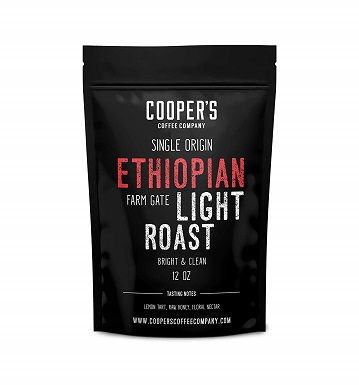 COOPER'S
COFFEE COMPANY
SINGLE ORIGIN
ETHIOPIAN
FARM GATE LIGHT
ROAST
BRIGHT & CLEAN
12 OZ
TASTING NOTES
LEMON TART, RAW HONEY, FLORAL NECTAR
WWW.COOPERSCOFFEECOMPANY.COM